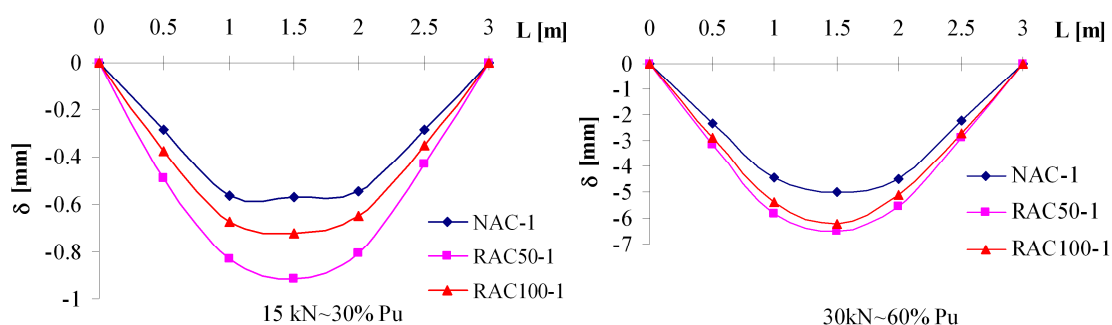 0 0.5 1 1.5 2 2.5 3 L [m]
0
-0.2
-0.4
-0.6
-0.8
-1
δ [mm]
NAC-1
RAC50-1
RAC100-1
15 kN~30% Pu
0 0.5 1 1.5 2 2.5 3 L [m]
0
-1
-2
-3
-4
-5
-6
-7
δ [mm]
NAC-1
RAC50-1
RAC100-1
30kN~60% Pu